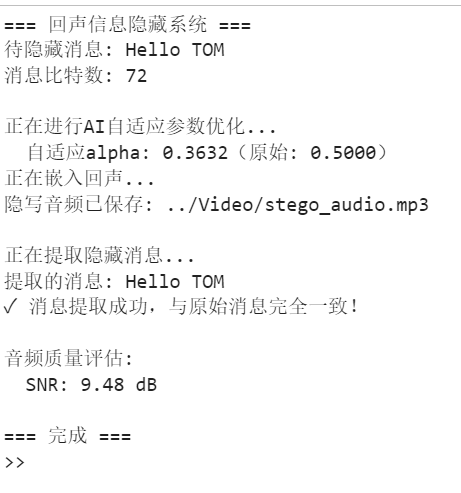 === 回声信息隐藏系统 ===
待隐藏消息: Hello TOM
消息比特数: 72
正在进行AI自适应参数优化...
自适应alpha: 0.3632（原始: 0.5000）
正在嵌入回声...
隐写音频已保存: ../Video/stego_audio.mp3
正在提取隐藏消息...
提取的消息: Hello TOM
✓ 消息提取成功，与原始消息完全一致！
音频质量评估:
SNR: 9.48 dB
=== 完成 ===
>>